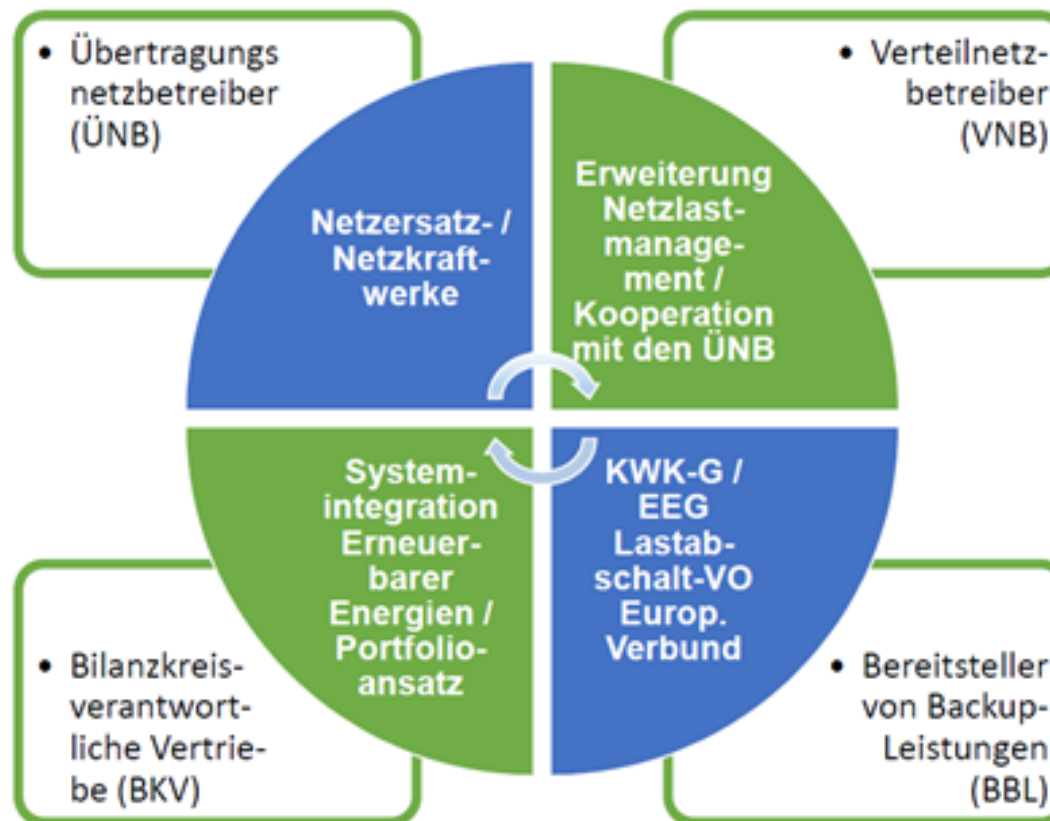 • Übertragungs
netzbetreiber
(ÜNB)
• Verteilnetz-
betreiber
(VNB)
Netzersatz- /
Netzkraft-
werke
Erweiterung
Netzlast-
manage-
ment /
Kooperation
mit den ÜNB
System-
integration
Erneuer-
barer
Energien /
Portfolio-
ansatz
KWK-G /
EEG
Lastab-
schalt-VO
Europ.
Verbund
• Bilanzkreis-
verantwort-
liche Vertrie-
be (BKV)
• Bereitsteller
von Backup-
Leistungen
(BBL)